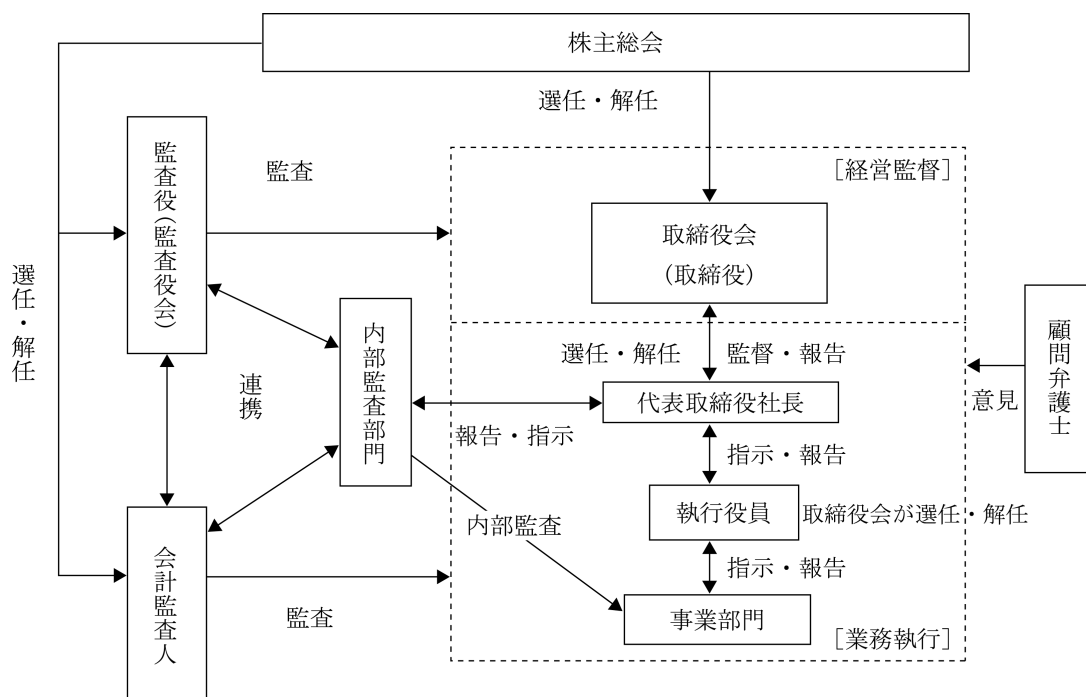 株主総会
選任・解任
監査役(監査役会)
監査
［経営監督］
取締役会
（取締役）
選任・解任
内部監査部門
連携
選任・解任
監督・報告
顧問弁護士
意見
代表取締役社長
報告・指示
指示・報告
執行役員
取締役会が選任・解任
内部監査
指示・報告
会計監査人
監査
事業部門
［業務執行］